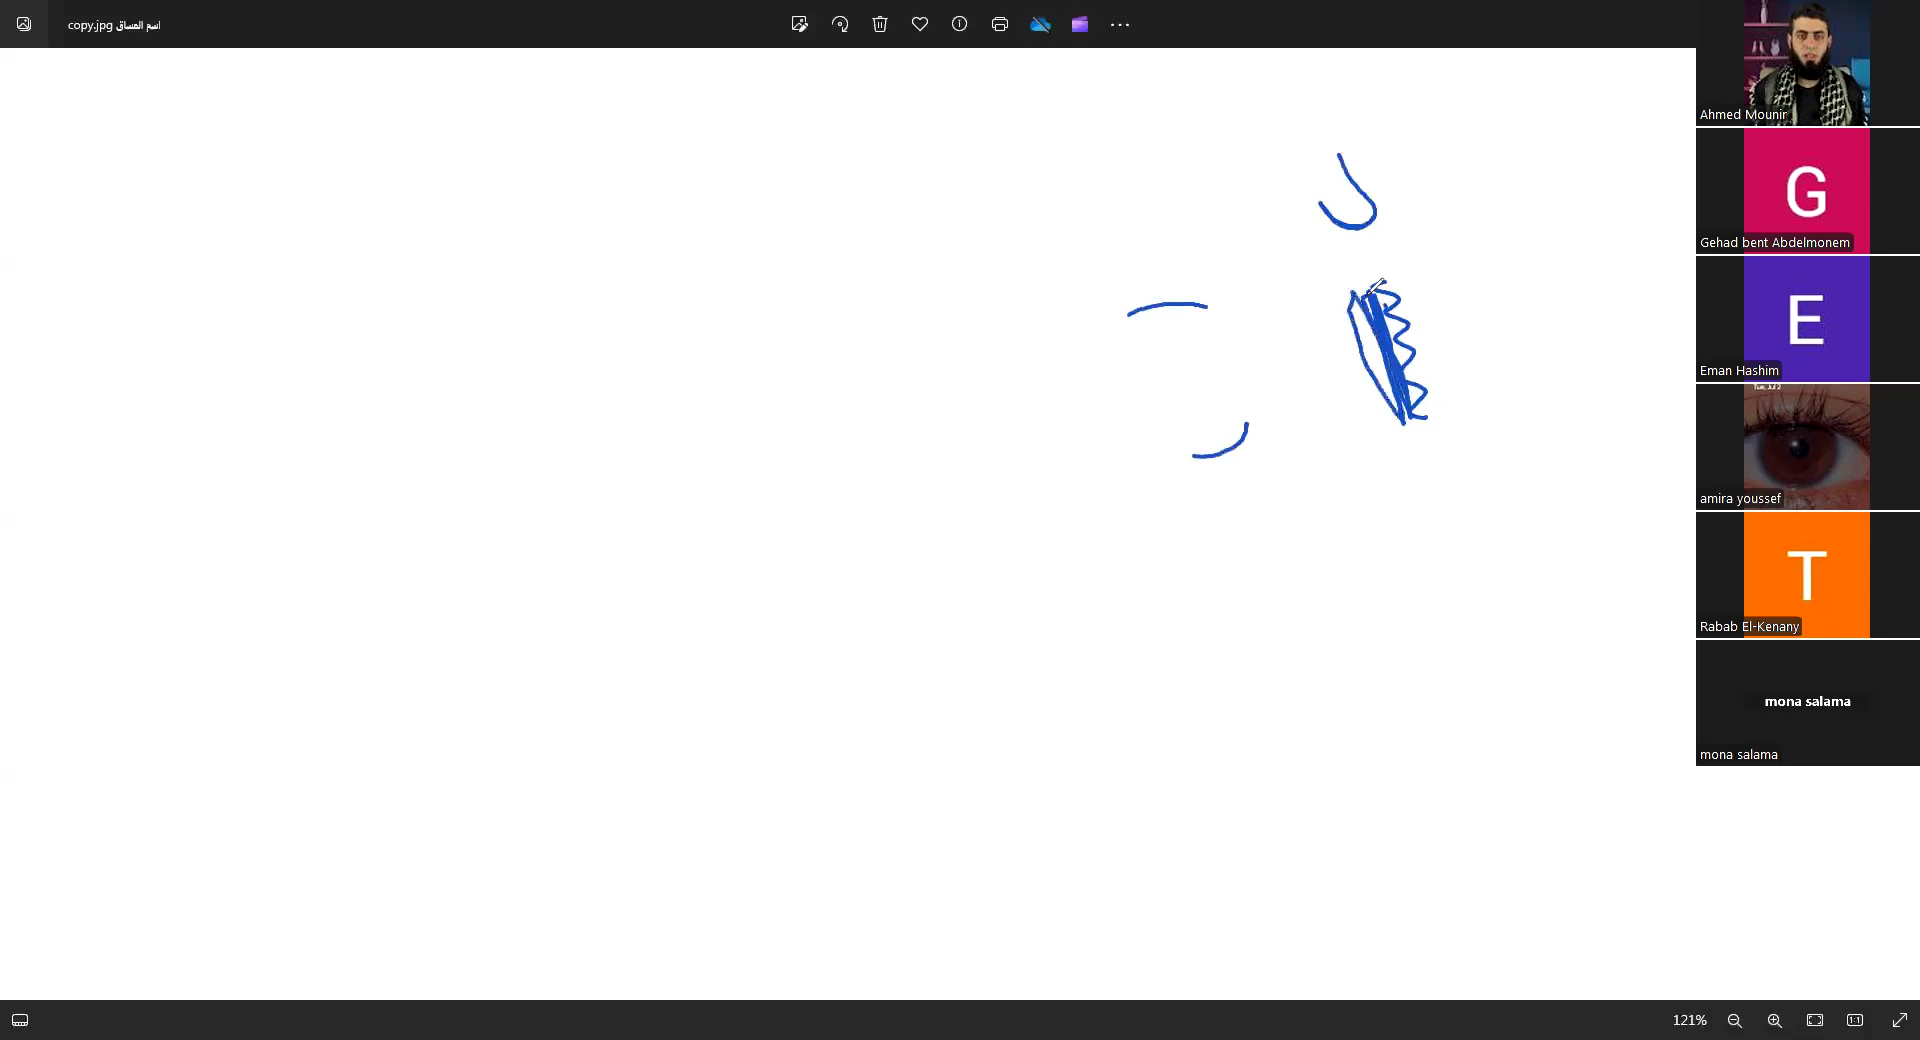 copy.jpg اسم المساق
Ahmed Mounir
G
Gehad bent Abdelmonem
E
Eman Hashim
amira youssef
T
Rabab El-Kenany
mona salama
mona salama
121%